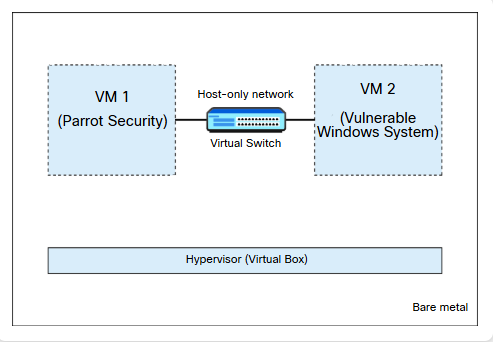 VM 1
(Parrot Security)
Host-only network
Virtual Switch
VM 2
(Vulnerable
Windows System)
Hypervisor (Virtual Box)
Bare metal